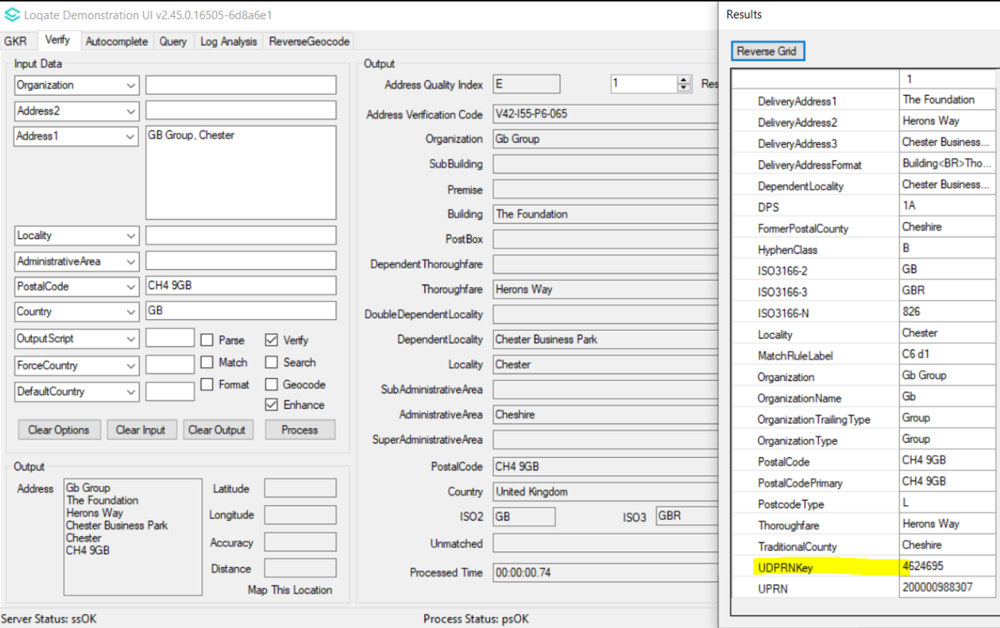 Loqate Demonstration UI v2.45.0.16505-6d8a6e1
GKR Verify Autocomplete Query Log Analysis ReverseGeocode
Input Data
Organization
Address2
Address1 GB Group, Chester
Locality
AdministrativeArea
PostalCode CH4 9GB
Country GB
OutputScript Parse Verify
ForceCountry Match Search
DefaultCountry Format Geocode
Enhance
Clear Options Clear Input Clear Output Process
Output
Address Gb Group
The Foundation
Herons Way
Chester Business Park
Chester
CH4 9GB
Latitude
Longitude
Accuracy
Distance
Map This Location
Output
Address Quality Index E 1 Res
Address Verification Code V42-I55-P6-065
Organization Gb Group
SubBuilding
Premise
Building The Foundation
PostBox
DependentThoroughfare
Thoroughfare Herons Way
DoubleDependentLocality
DependentLocality Chester Business Park
Locality Chester
SubAdministrativeArea
AdministrativeArea Cheshire
SuperAdministrativeArea
PostalCode CH4 9GB
Country United Kingdom
ISO2 GB ISO3 GBR
Unmatched
Processed Time 00:00:00.74
Server Status: ssOK Process Status: psOK
Results
Reverse Grid
1
DeliveryAddress1 The Foundation
DeliveryAddress2 Herons Way
DeliveryAddress3 Chester Business...
DeliveryAddressFormat Building<BR>Tho...
DependentLocality Chester Business...
DPS 1A
FormerPostalCounty Cheshire
HyphenClass B
ISO3166-2 GB
ISO3166-3 GBR
ISO3166-N 826
Locality Chester
MatchRuleLabel C6 d1
Organization Gb Group
OrganizationName Gb
OrganizationTrailingType Group
OrganizationType Group
PostalCode CH4 9GB
PostalCodePrimary CH4 9GB
PostcodeType L
Thoroughfare Herons Way
TraditionalCounty Cheshire
UDPRNKey 4624695
UPRN 200000988307